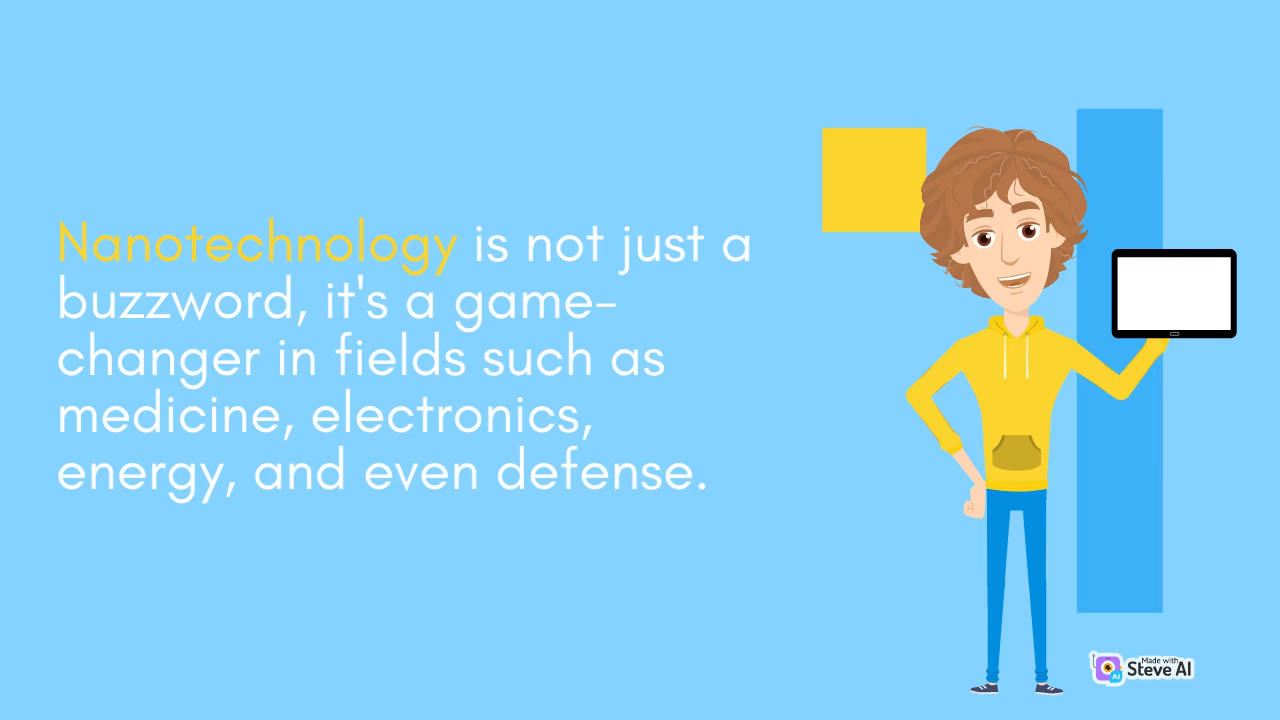 Nanotechnology is not just a
buzzword, it's a game-
changer in fields such as
medicine, electronics,
energy, and even defense.
Made with
Steve AI
AI